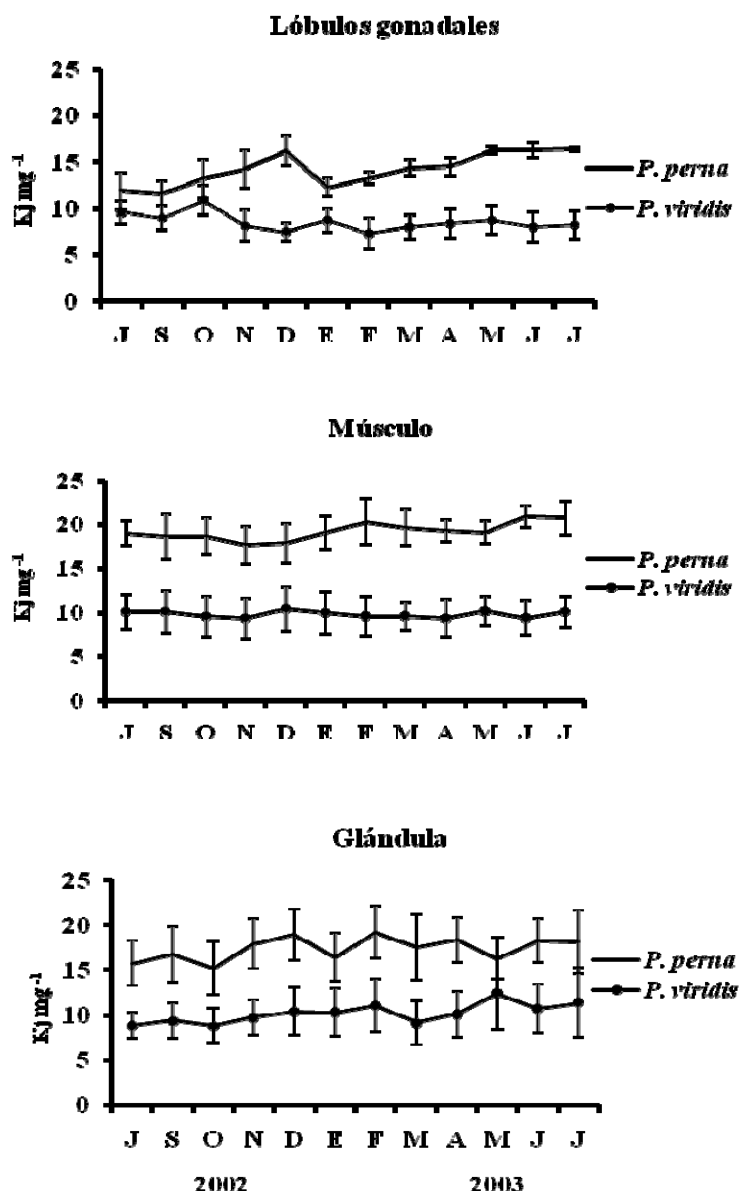 Lóbulos gonadales
25
20
15
10
5
0
Kj mg⁻¹
P. perna
P. viridis
J S O N D E F M A M J J
Músculo
25
20
15
10
5
0
Kj mg⁻¹
P. perna
P. viridis
J S O N D E F M A M J J
Glándula
25
20
15
10
5
0
Kj mg⁻¹
P. perna
P. viridis
J S O N D E F M A M J J
2002 2003